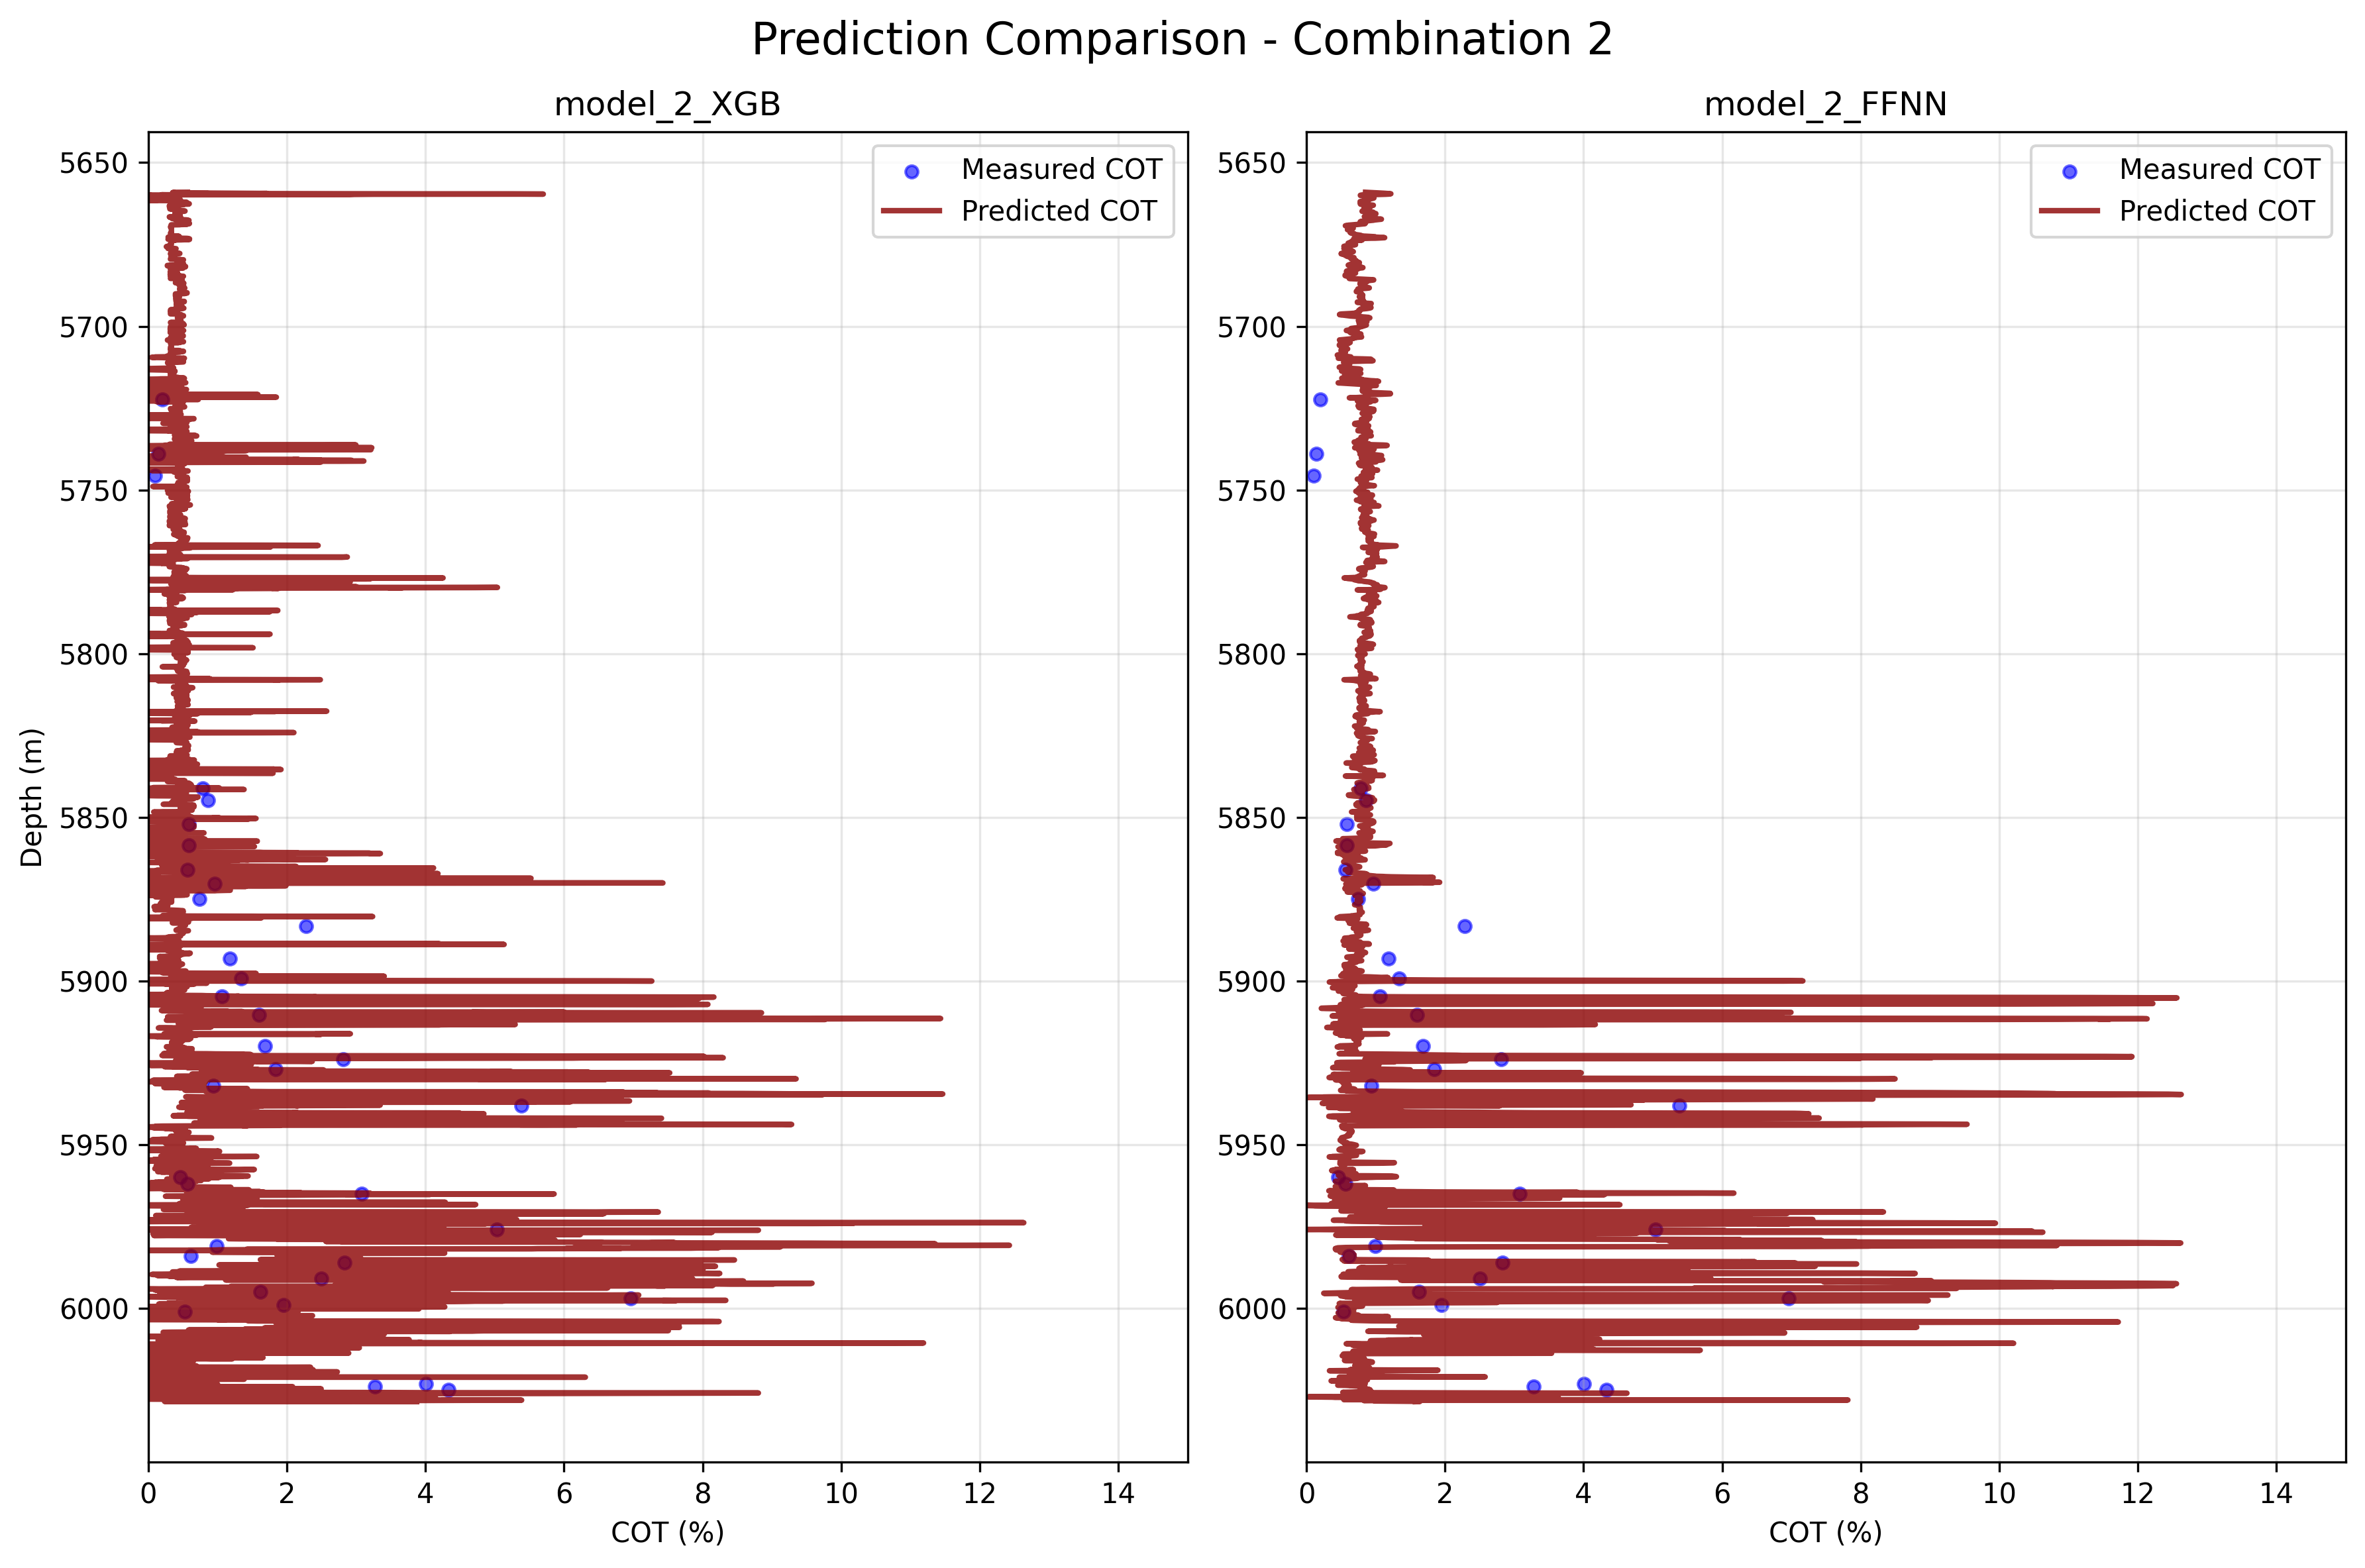 Prediction Comparison - Combination 2
model_2_XGB
Measured COT
Predicted COT
5650
5700
5750
5800
5850
5900
5950
6000
Depth (m)
0 2 4 6 8 10 12 14
COT (%)
model_2_FFNN
Measured COT
Predicted COT
5650
5700
5750
5800
5850
5900
5950
6000
0 2 4 6 8 10 12 14
COT (%)